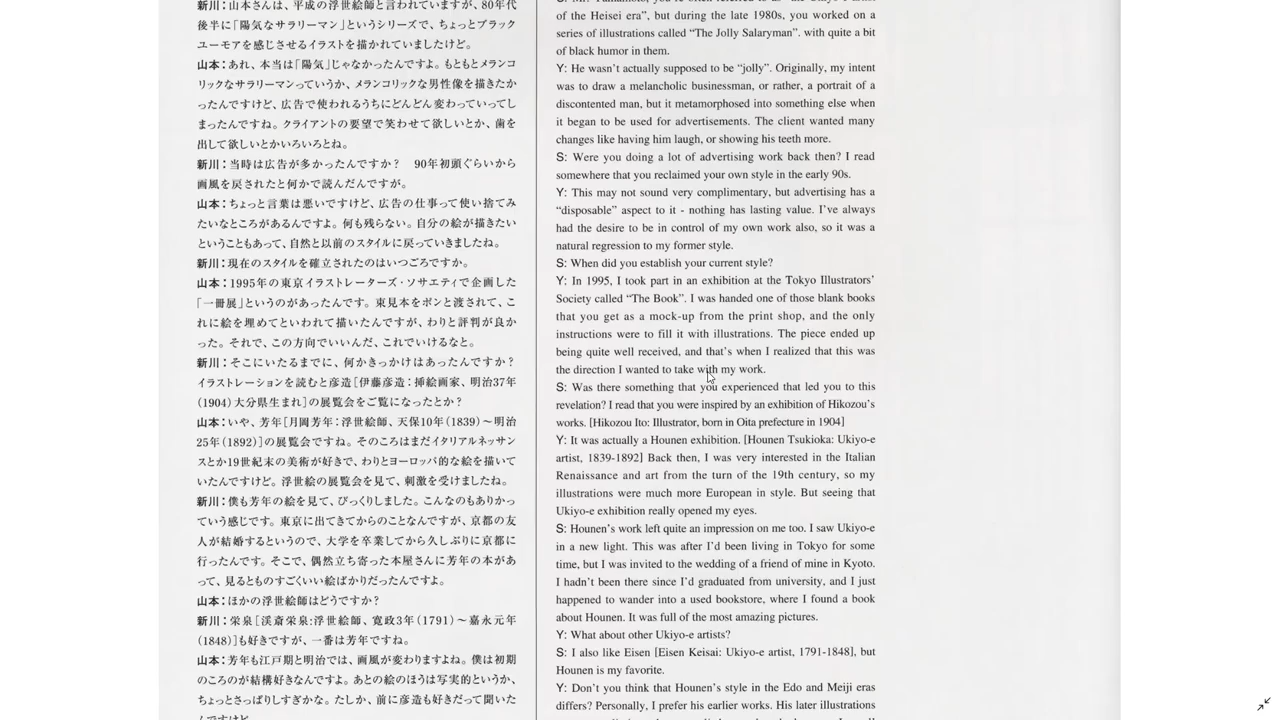 新川：山本さんは、平成の浮世絵師と言われていますが、80年代
後半に「陽気なサラリーマン」というシリーズで、ちょっとブラック
ユーモアを感じさせるイラストを描かれていましたけど。
山本：あれ、本当は「陽気」じゃなかったんですよ。もともとメランコ
リックなサラリーマンっていうか、メランコリックな男性像を描きたか
ったんですけど、広告で使われるうちにどんどん変わっていってし
まったんですね。クライアントの要望で笑わせて欲しいとか、歯を
出して欲しいとかいろいろとね。
新川：当時は広告が多かったんですか？　90年初頭ぐらいから
画風を戻されたと何かで読んだんですが。
山本：ちょっと言葉は悪いですけど、広告の仕事って使い捨てみ
たいなところがあるんですよ。何も残らない。自分の絵が描きたい
ということもあって、自然と以前のスタイルに戻っていきましたね。
新川：現在のスタイルを確立されたのはいつごろですか。
山本：1995年の東京イラストレーターズ・ソサエティで企画した
「一冊展」というのがあったんです。束見本をポンと渡されて、こ
れに絵を埋めてといわれて描いたんですが、わりと評判が良か
った。それで、この方向でいいんだ、これでいけるなと。
新川：そこにいたるまでに、何かきっかけはあったんですか？
イラストレーションを読むと彦造［伊藤彦造：挿絵画家、明治37年
（1904）大分県生まれ］の展覧会をご覧になったとか？
山本：いや、芳年［月岡芳年：浮世絵師、天保10年（1839）〜明治
25年（1892）］の展覧会ですね。そのころはまだイタリアルネッサン
スとか19世紀末の美術が好きで、わりとヨーロッパ的な絵を描いて
いたんですけど。浮世絵の展覧会を見て、刺激を受けましたね。
新川：僕も芳年の絵を見て、びっくりしました。こんなのもありかっ
ていう感じです。東京に出てきてからのことなんですが、京都の友
人が結婚するというので、大学を卒業してから久しぶりに京都に
行ったんです。そこで、偶然立ち寄った本屋さんに芳年の本があ
って、見るとものすごくいい絵ばかりだったんですよ。
山本：ほかの浮世絵師はどうですか？
新川：栄泉［渓斎栄泉：浮世絵師、寛政3年（1791）〜嘉永元年
（1848）］も好きですが、一番は芳年ですね。
山本：芳年も江戸期と明治では、画風が変わりますよね。僕は初期
のころのが結構好きなんですよ。あとの絵のほうは写実的というか、
ちょっとさっぱりしすぎかな。たしか、前に彦造も好きだって聞いた
んですけど。
S: Mr. Yamamoto, you're often referred to as "the Ukiyo-e artist
of the Heisei era", but during the late 1980s, you worked on a
series of illustrations called “The Jolly Salaryman”. with quite a bit
of black humor in them.
Y: He wasn't actually supposed to be “jolly”. Originally, my intent
was to draw a melancholic businessman, or rather, a portrait of a
discontented man, but it metamorphosed into something else when
it began to be used for advertisements. The client wanted many
changes like having him laugh, or showing his teeth more.
S: Were you doing a lot of advertising work back then? I read
somewhere that you reclaimed your own style in the early 90s.
Y: This may not sound very complimentary, but advertising has a
“disposable” aspect to it - nothing has lasting value. I've always
had the desire to be in control of my own work also, so it was a
natural regression to my former style.
S: When did you establish your current style?
Y: In 1995, I took part in an exhibition at the Tokyo Illustrators'
Society called “The Book”. I was handed one of those blank books
that you get as a mock-up from the print shop, and the only
instructions were to fill it with illustrations. The piece ended up
being quite well received, and that's when I realized that this was
the direction I wanted to take with my work.
S: Was there something that you experienced that led you to this
revelation? I read that you were inspired by an exhibition of Hikozou's
works. [Hikozou Ito: Illustrator, born in Oita prefecture in 1904]
Y: It was actually a Hounen exhibition. [Hounen Tsukioka: Ukiyo-e
artist, 1839-1892] Back then, I was very interested in the Italian
Renaissance and art from the turn of the 19th century, so my
illustrations were much more European in style. But seeing that
Ukiyo-e exhibition really opened my eyes.
S: Hounen's work left quite an impression on me too. I saw Ukiyo-e
in a new light. This was after I'd been living in Tokyo for some
time, but I was invited to the wedding of a friend of mine in Kyoto.
I hadn't been there since I'd graduated from university, and I just
happened to wander into a used bookstore, where I found a book
about Hounen. It was full of the most amazing pictures.
Y: What about other Ukiyo-e artists?
S: I also like Eisen [Eisen Keisai: Ukiyo-e artist, 1791-1848], but
Hounen is my favorite.
Y: Don't you think that Hounen's style in the Edo and Meiji eras
differs? Personally, I prefer his earlier works. His later illustrations